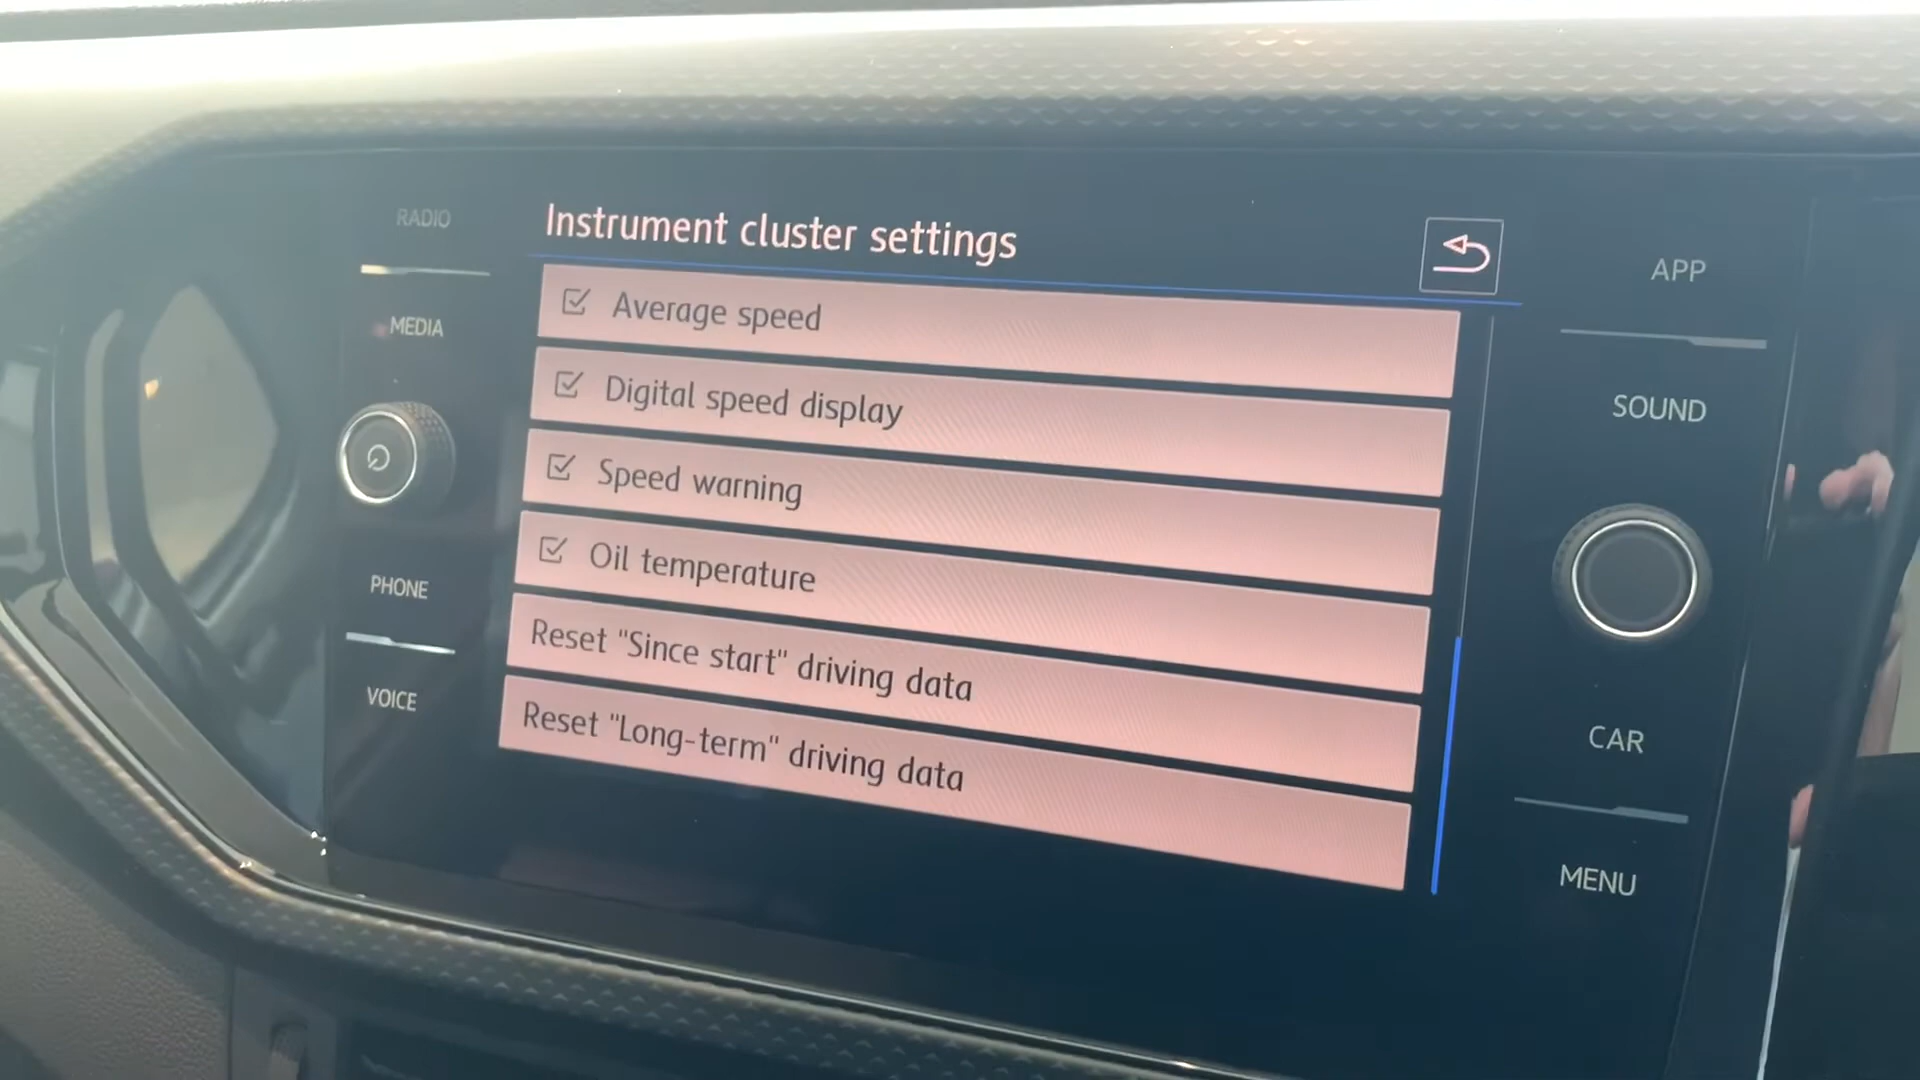 RADIO
MEDIA
PHONE
VOICE
Instrument cluster settings
Average speed
Digital speed display
Speed warning
Oil temperature
Reset "Since start" driving data
Reset "Long-term" driving data
APP
SOUND
CAR
MENU